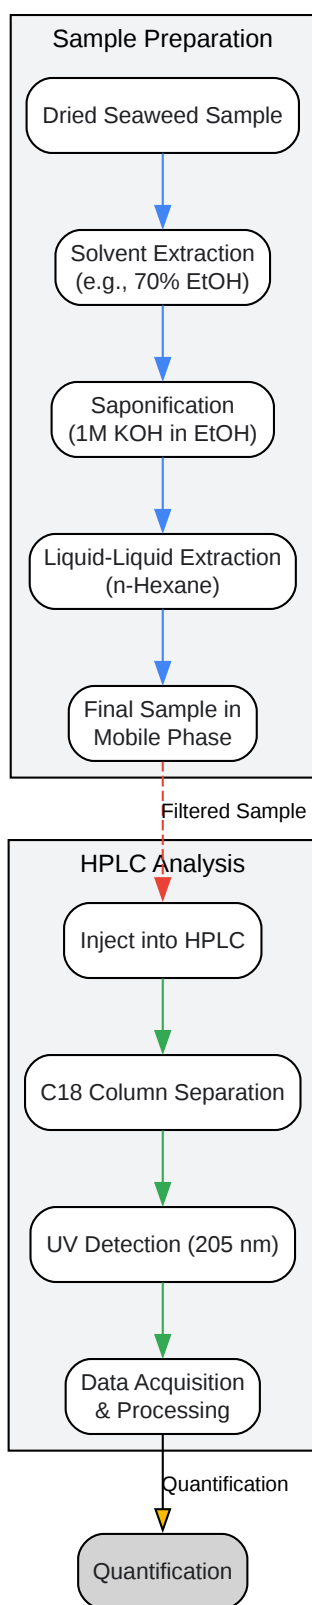 Sample Preparation
Dried Seaweed Sample
Solvent Extraction
(e.g., 70% EtOH)
Saponification
(1M KOH in EtOH)
Liquid-Liquid Extraction
(n-Hexane)
Final Sample in
Mobile Phase
Filtered Sample
HPLC Analysis
Inject into HPLC
C18 Column Separation
UV Detection (205 nm)
Data Acquisition
& Processing
Quantification
Quantification